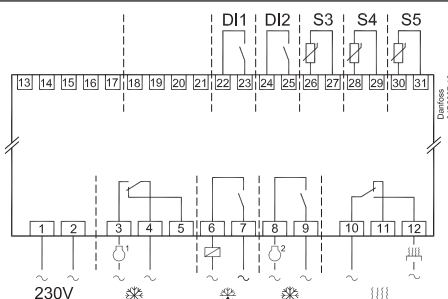 DI1 DI2 S3 S4 S5
13 14 15 16 17 18 19 20 21 22 23 24 25 26 27 28 29 30 31
Danfoss
1 2 3 4 5 6 7 8 9 10 11 12
1 2
230V